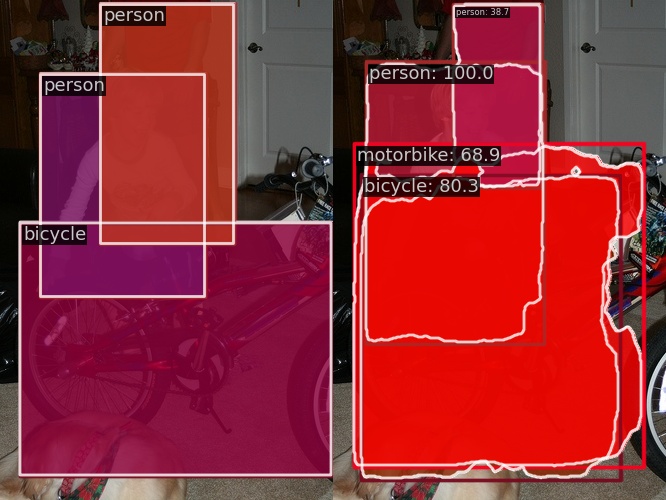 person
person
bicycle
person: 38.7
person: 100.0
motorbike: 68.9
bicycle: 80.3